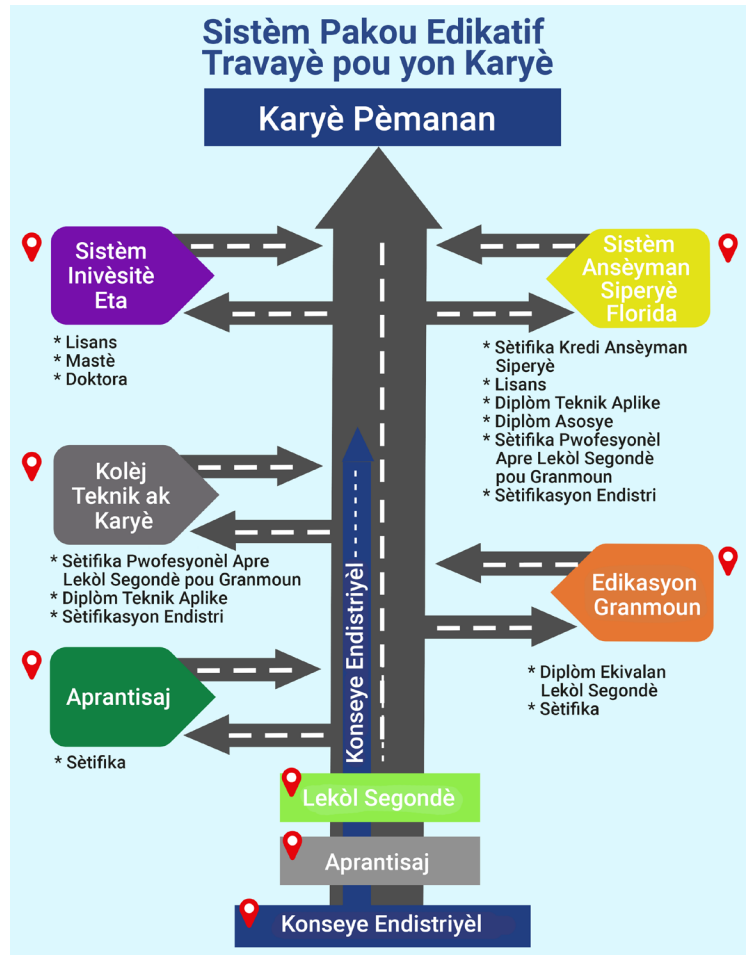 Sistèm Pakou Edikatif
Travayè pou yon Karyè
Karyè Pèmanan
Sistèm
Inivèsitè
Eta
* Lisans
* Mastè
* Doktora
Sistèm
Ansèyman
Siperyè
Florida
* Sètifika Kredi Ansèyman
Siperyè
* Lisans
* Diplòm Teknik Aplike
* Diplòm Asosye
* Sètifika Pwofesyonèl
Apre Lekòl Segondè
pou Granmoun
* Sètifikasyon Endistri
Kolèj
Teknik ak
Karyè
* Sètifika Pwofesyonèl Apre
Lekòl Segondè pou Granmoun
* Diplòm Teknik Aplike
* Sètifikasyon Endistri
Edikasyon
Granmoun
* Diplòm Ekivalan
Lekòl Segondè
* Sètifika
Aprantisaj
* Sètifika
Konseye Endistriyèl
Lekòl Segondè
Aprantisaj
Konseye Endistriyèl